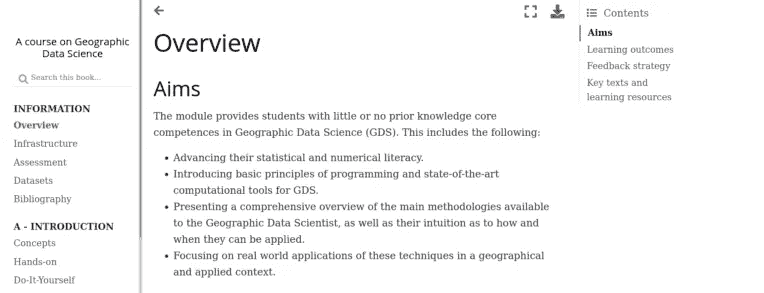 A course on Geographic
Data Science
Search this book...
INFORMATION
Overview
Infrastructure
Assessment
Datasets
Bibliography
A - INTRODUCTION
Concepts
Hands-on
Do-It-Yourself
Overview
Aims
The module provides students with little or no prior knowledge core
competences in Geographic Data Science (GDS). This includes the following:
• Advancing their statistical and numerical literacy.
• Introducing basic principles of programming and state-of-the-art
computational tools for GDS.
• Presenting a comprehensive overview of the main methodologies available
to the Geographic Data Scientist, as well as their intuition as to how and
when they can be applied.
• Focusing on real world applications of these techniques in a geographical
and applied context.
Contents
Aims
Learning outcomes
Feedback strategy
Key texts and
learning resources